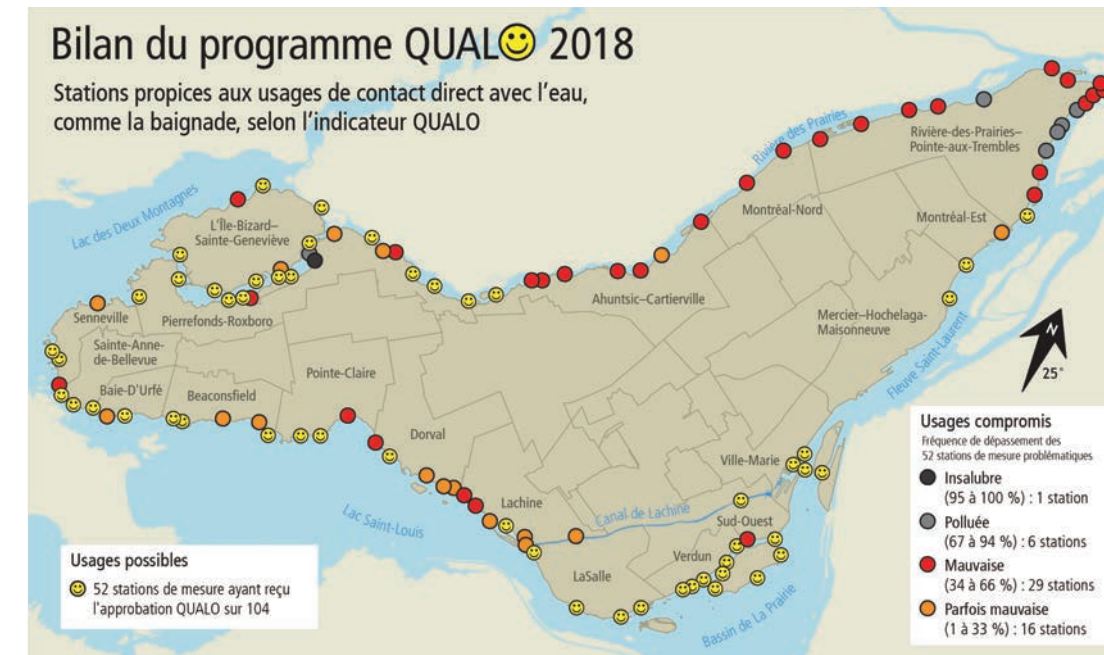 Bilan du programme QUALO 2018
Stations propices aux usages de contact direct avec l'eau,
comme la baignade, selon l'indicateur QUALO
Lac des Deux Montagnes
L'Île-Bizard–
Sainte-Geneviève
Rivière des Prairies
Rivière-des-Prairies–
Pointe-aux-Trembles
Montréal-Nord
Montréal-Est
Senneville
Pierrefonds-Roxboro
Ahuntsic–Cartierville
Mercier–Hochelaga-
Maisonneuve
Sainte-Anne-
de-Bellevue
Baie-D'Urfé
Beaconsfield
Pointe-Claire
Dorval
Fleuve Saint-Laurent
N
25°
Ville-Marie
Lachine
Canal de Lachine
Lac Saint-Louis
Sud-Ouest
Verdun
LaSalle
Bassin de La Prairie
Usages possibles
52 stations de mesure ayant reçu
l'approbation QUALO sur 104
Usages compromis
Fréquence de dépassement des
52 stations de mesure problématiques
Insalubre
(95 à 100 %) : 1 station
Polluée
(67 à 94 %) : 6 stations
Mauvaise
(34 à 66 %) : 29 stations
Parfois mauvaise
(1 à 33 %) : 16 stations